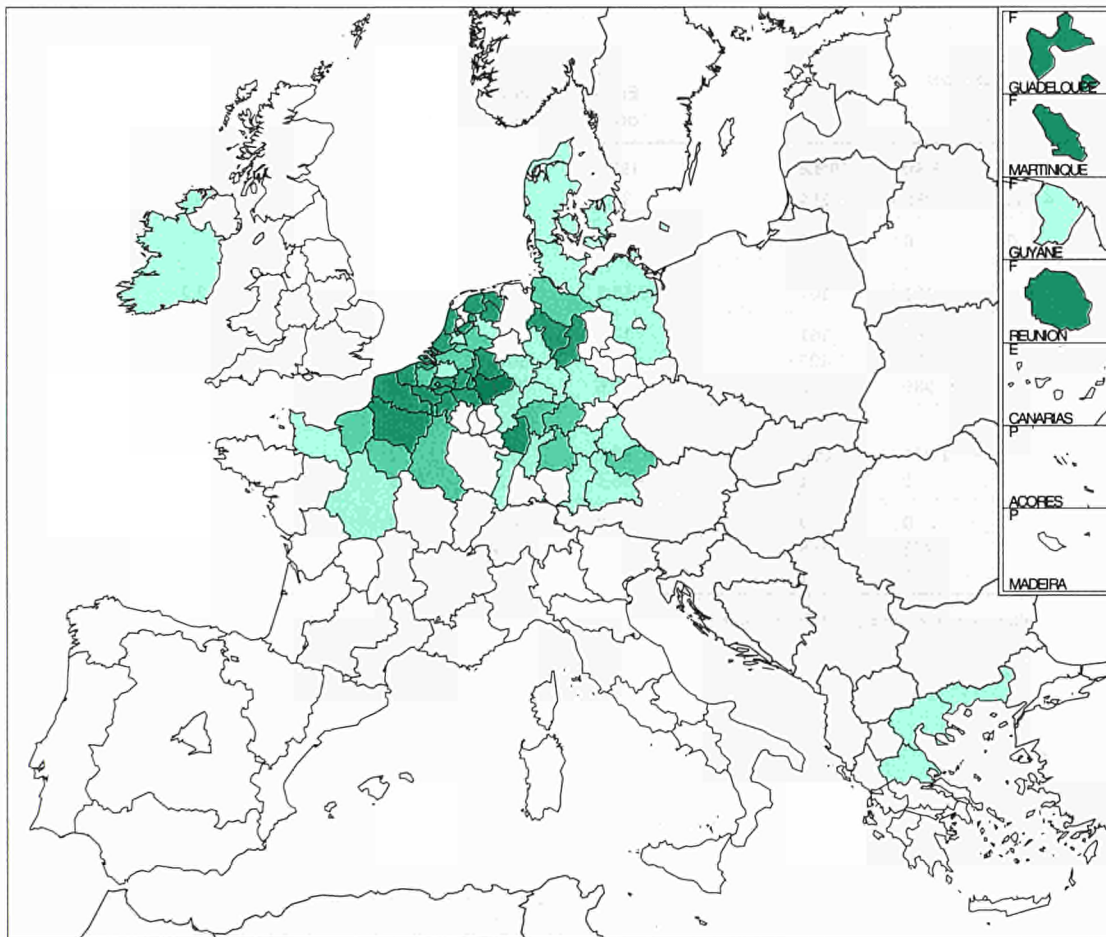 F
GUADELOUPE
F
MARTINIQUE
F
GUYANE
F
REUNION
E
CANARIAS
P
ACORES
P
MADEIRA